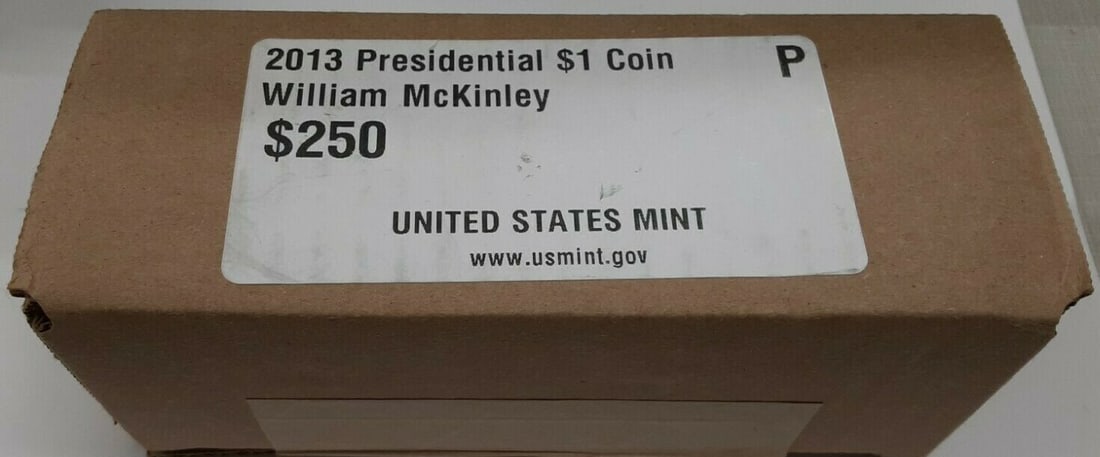 2013 Presidential $1 Coin P
William McKinley
$250
UNITED STATES MINT
www.usmint.gov